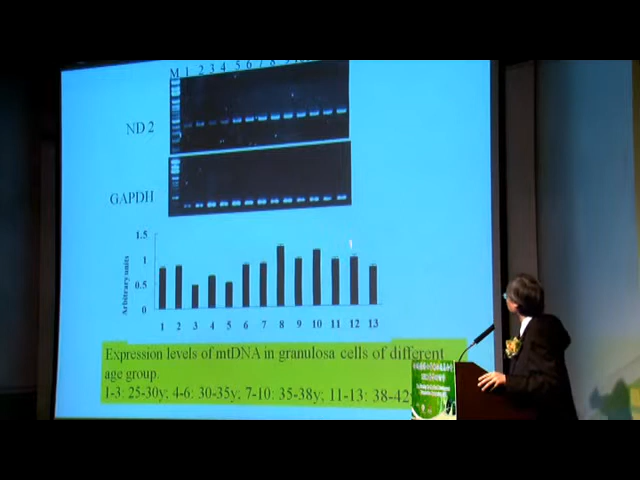 M 1 2 3 4 5 6 7 8 9
ND 2
GAPDH
1.5
1
0.5
0
Arbitrary units
1 2 3 4 5 6 7 8 9 10 11 12 13
Expression levels of mtDNA in granulosa cells of different
age group.
1-3: 25-30y; 4-6: 30-35y; 7-10: 35-38y; 11-13: 38-42